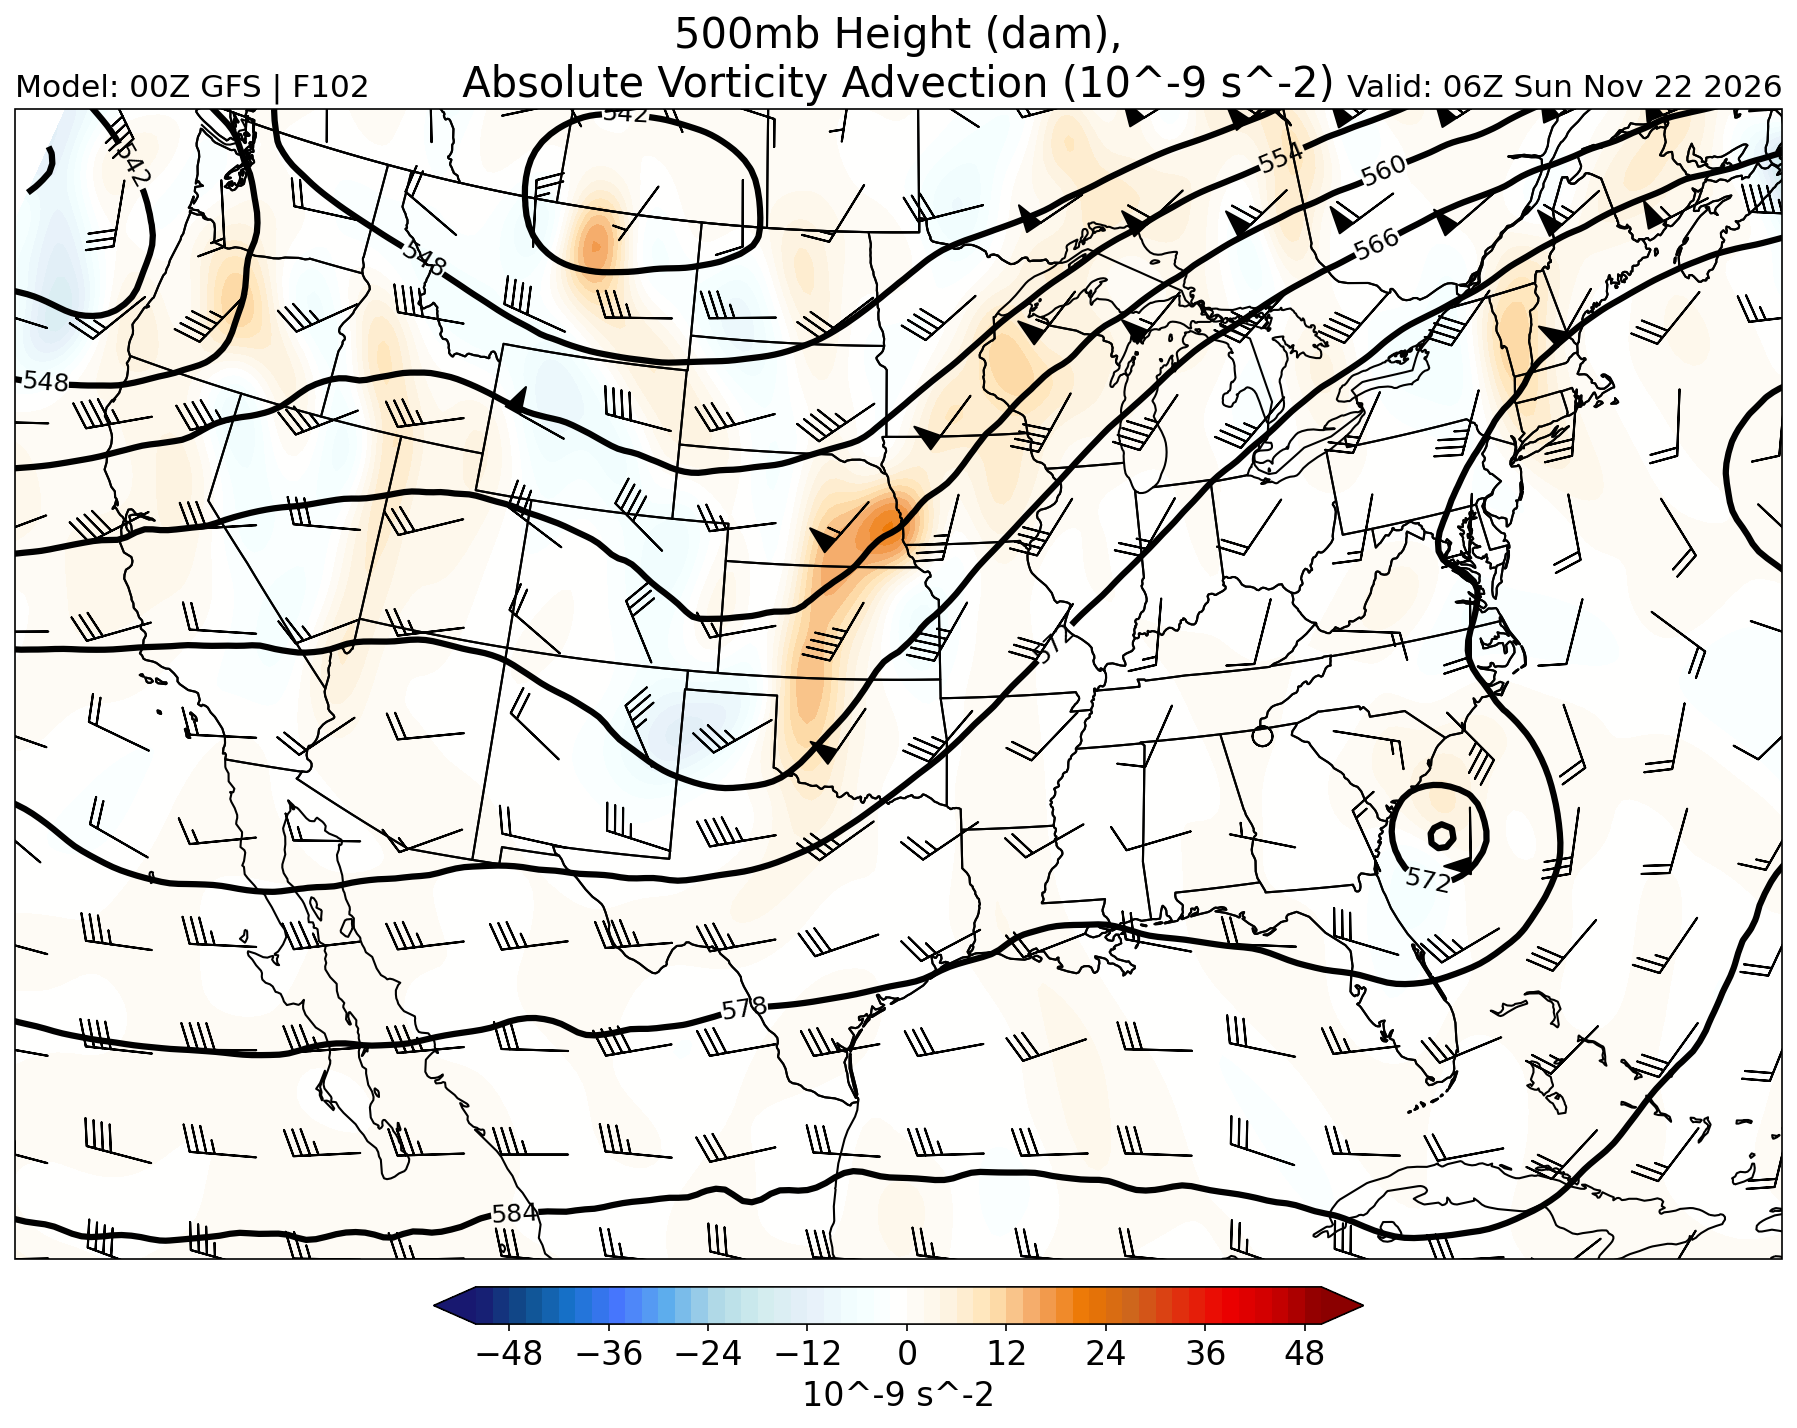 500mb Height (dam),
Model: 00Z GFS | F102
Absolute Vorticity Advection (10^-9 s^-2)
Valid: 06Z Sun Nov 22 2026
542
542
554
560
566
548
548
572
578
584
−48 −36 −24 −12 0 12 24 36 48
10^-9 s^-2